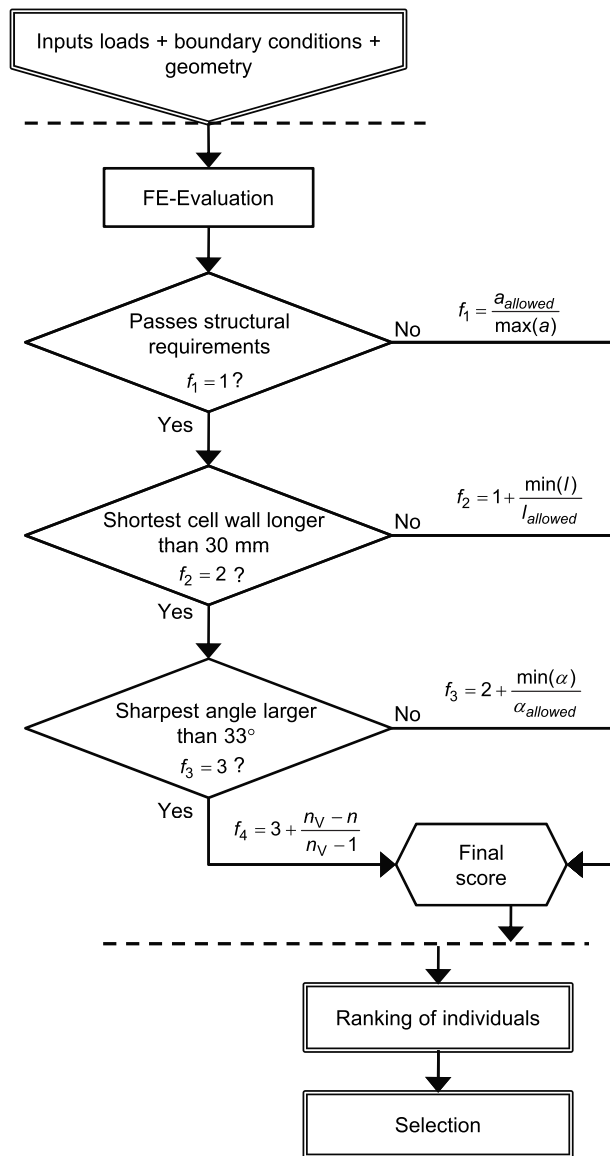 Inputs loads + boundary conditions +
geometry
FE-Evaluation
Passes structural
requirements
f₁ = 1?
No
f₁ = a_allowed / max(a)
Yes
Shortest cell wall longer
than 30 mm
f₂ = 2 ?
No
f₂ = 1 + min(l) / l_allowed
Yes
Sharpest angle larger
than 33°
f₃ = 3 ?
No
f₃ = 2 + min(α) / α_allowed
Yes
f₄ = 3 + (n_V − n) / (n_V − 1)
Final
score
Ranking of individuals
Selection